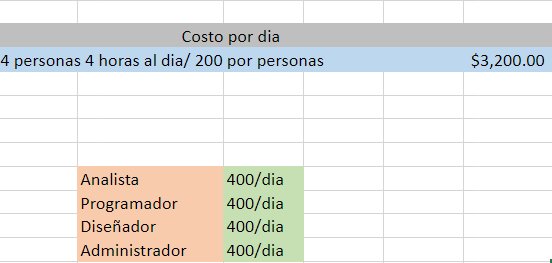 Costo por dia
4 personas 4 horas al dia/ 200 por personas $3,200.00
Analista 400/dia
Programador 400/dia
Diseñador 400/dia
Administrador 400/dia